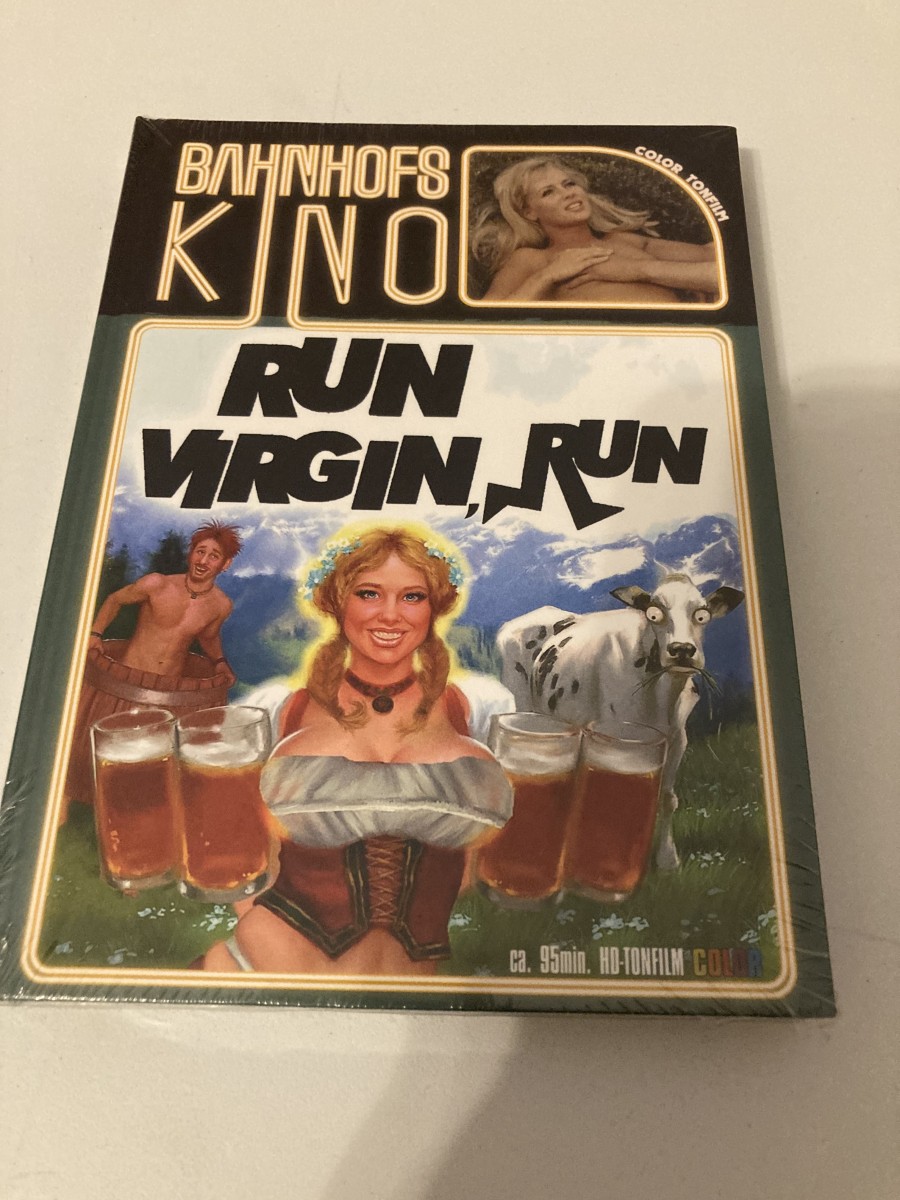 BAHNHOFS
KINO
COLOR TONFILM
RUN
VIRGIN, RUN
ca. 95min. HD-TONFILM COLOR